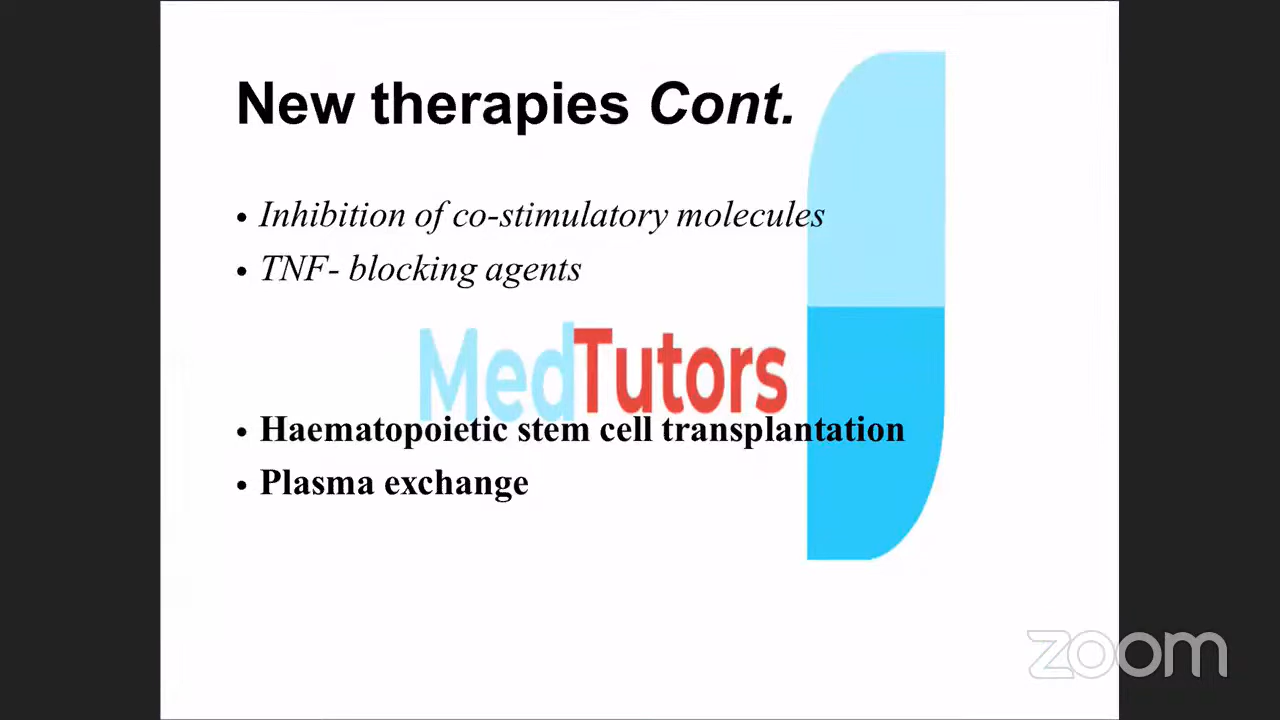 New therapies Cont.
• Inhibition of co-stimulatory molecules
• TNF- blocking agents
MedTutors
• Haematopoietic stem cell transplantation
• Plasma exchange
zoom